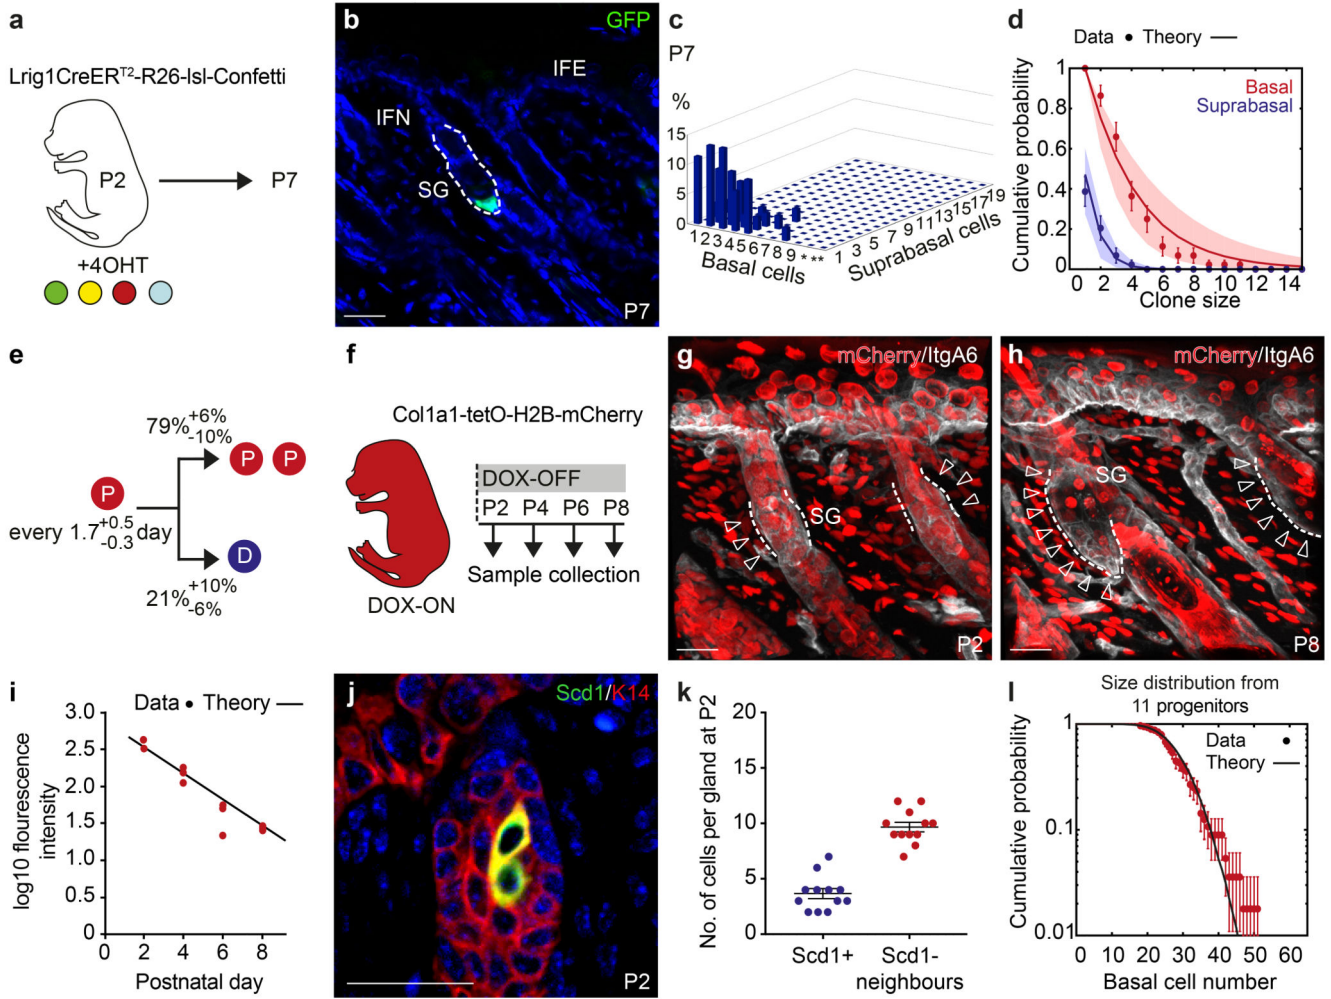 a
Lrig1CreERT2-R26-lsl-Confetti
P2
P7
+4OHT
b
GFP
IFE
IFN
SG
P7
c
P7
%
15
10
5
0
1 2 3 4 5 6 7 8 9 * **
Basal cells
1 3 5 7 9 11 13 15 17 19
Suprabasal cells
d
Data Theory
Basal
Suprabasal
Cumulative probability
1
0.8
0.6
0.4
0.2
0
0 2 4 6 8 10 12 14
Clone size
e
79% +6% -10%
P P
P
every 1.7 +0.5 -0.3 day
D
21% +10% -6%
f
Col1a1-tetO-H2B-mCherry
DOX-OFF
P2 P4 P6 P8
Sample collection
DOX-ON
g
mCherry/ItgA6
SG
P2
h
mCherry/ItgA6
SG
P8
i
Data Theory
log10 flourescence
intensity
3.0
2.5
2.0
1.5
1.0
0.5
0
0 2 4 6 8
Postnatal day
j
Scd1/K14
P2
k
No. of cells per gland at P2
20
15
10
5
0
Scd1+ Scd1-
neighbours
l
Size distribution from
11 progenitors
Data
Theory
Cumulative probability
1
0.1
0.01
0 10 20 30 40 50 60
Basal cell number